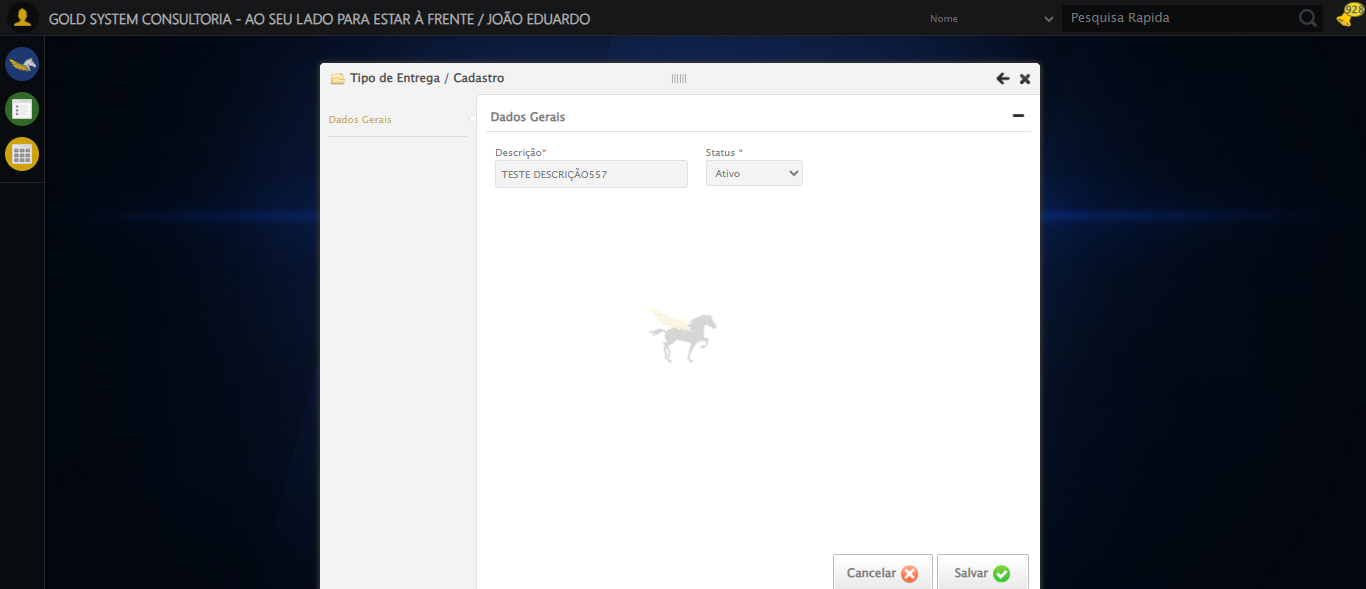 GOLD SYSTEM CONSULTORIA - AO SEU LADO PARA ESTAR À FRENTE / JOÃO EDUARDO
Nome
Pesquisa Rapida
928
Tipo de Entrega / Cadastro
Dados Gerais
Dados Gerais
Descrição* Status *
TESTE DESCRIÇÃO557 Ativo
Cancelar Salvar